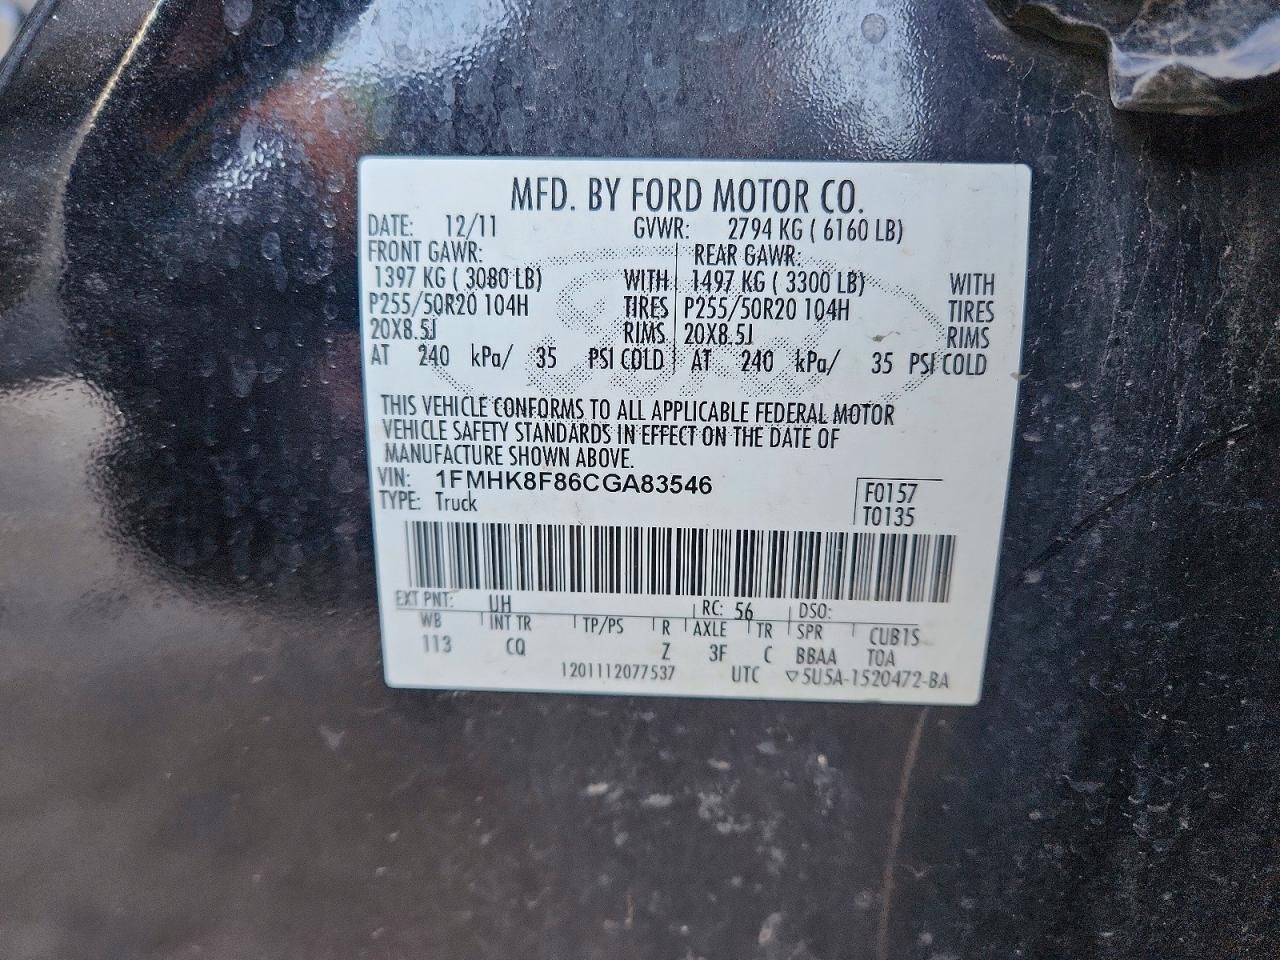 MFD. BY FORD MOTOR CO.
DATE: 12/11 GVWR: 2794 KG ( 6160 LB)
FRONT GAWR: REAR GAWR:
1397 KG ( 3080 LB) WITH 1497 KG ( 3300 LB) WITH
P255/50R20 104H TIRES P255/50R20 104H TIRES
20X8.5J RIMS 20X8.5J RIMS
AT 240 kPa/ 35 PSI COLD AT 240 kPa/ 35 PSI COLD
THIS VEHICLE CONFORMS TO ALL APPLICABLE FEDERAL MOTOR
VEHICLE SAFETY STANDARDS IN EFFECT ON THE DATE OF
MANUFACTURE SHOWN ABOVE.
VIN: 1FMHK8F86CGA83546 F0157
TYPE: Truck T0135
EXT PNT: UH RC: 56 DSO:
WB INT TR TP/PS R AXLE TR SPR CUB1S
113 CQ Z 3F C BBAA TOA
1201112077537 UTC ▽5U5A-1520472-BA